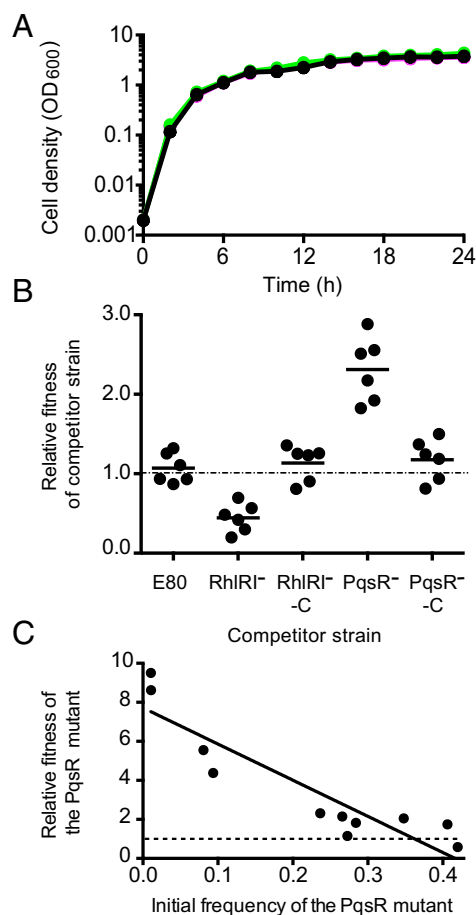 A
Cell density (OD600)
10
1
0.1
0.01
0.001
0 6 12 18 24
Time (h)
B
Relative fitness
of competitor strain
3.0
2.0
1.0
0.0
E80 RhlRI- RhlRI- PqsR- PqsR-
-C -C
Competitor strain
C
Relative fitness of
the PqsR mutant
10
8
6
4
2
0
0.0 0.1 0.2 0.3 0.4
Initial frequency of the PqsR mutant